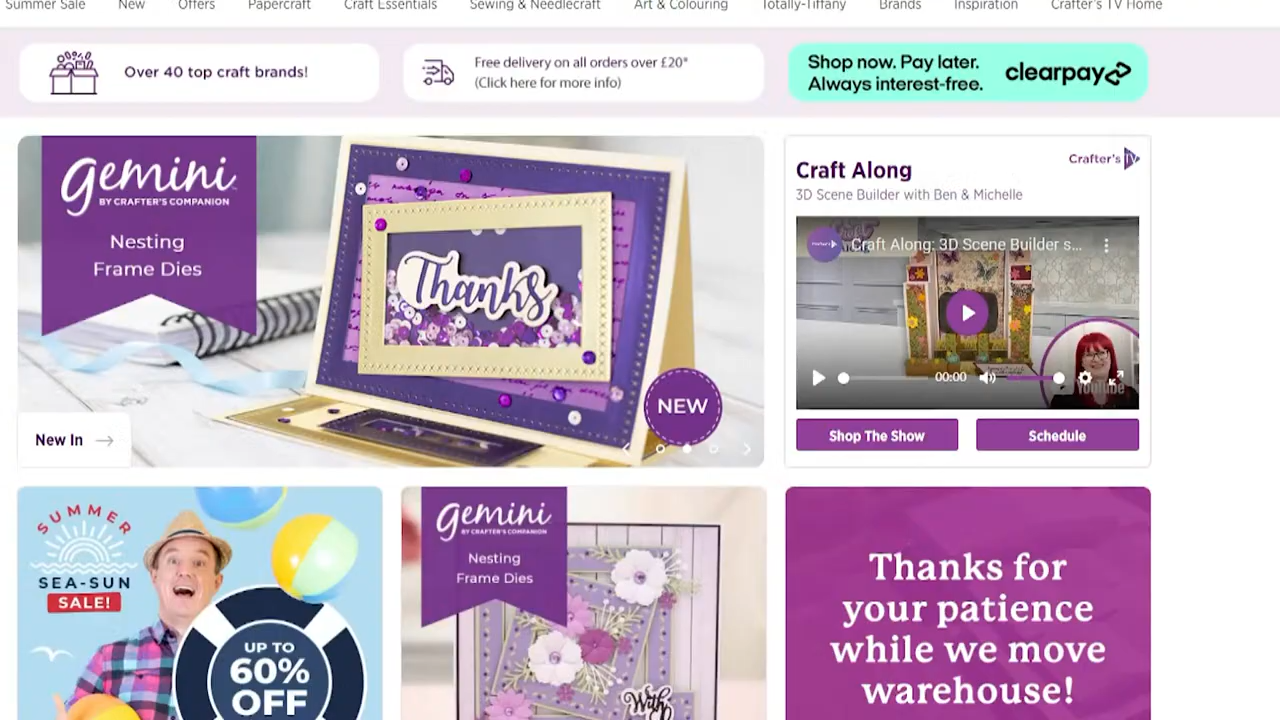 Summer Sale New Offers Papercraft Craft Essentials Sewing & Needlecraft Art & Colouring Totally-Tiffany Brands Inspiration Crafter's TV Home
Over 40 top craft brands!
Free delivery on all orders over £20*
(Click here for more info)
Shop now. Pay later.
Always interest-free.
clearpay
gemini
BY CRAFTER'S COMPANION
Nesting
Frame Dies
Thanks
NEW
New In
Craft Along
Crafter's TV
3D Scene Builder with Ben & Michelle
Craft Along: 3D Scene Builder s...
00:00
YouTube
Shop The Show
Schedule
SUMMER
SEA-SUN
SALE!
UP TO
60%
OFF
gemini
BY CRAFTER'S COMPANION
Nesting
Frame Dies
With
Thanks for
your patience
while we move
warehouse!